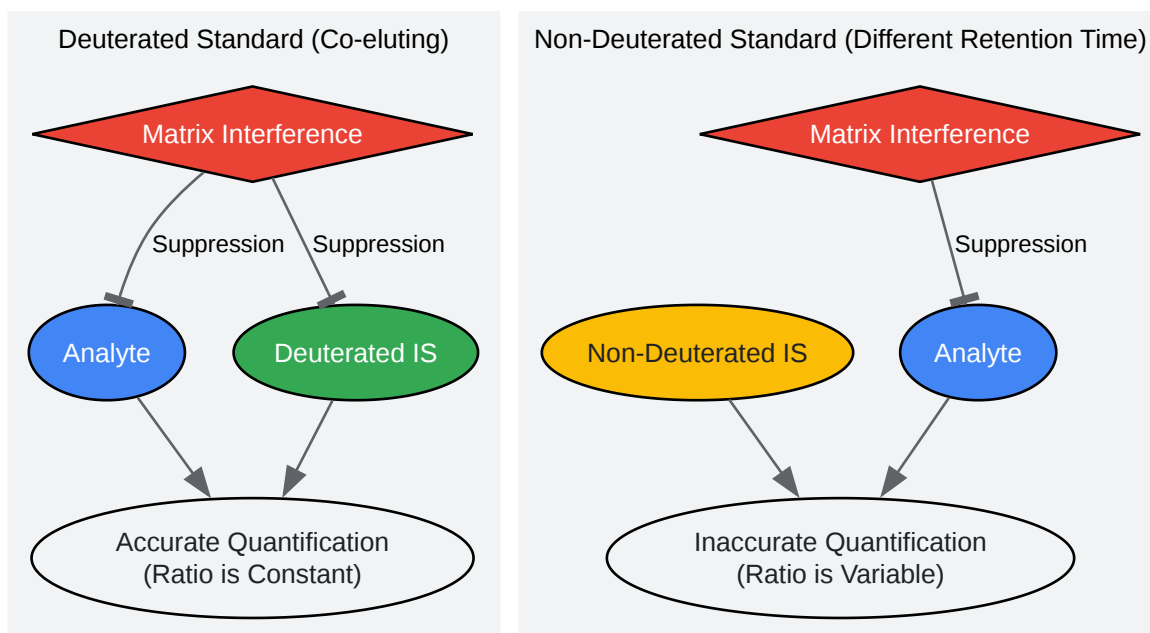 Deuterated Standard (Co-eluting)
Matrix Interference
Suppression
Suppression
Analyte
Deuterated IS
Accurate Quantification
(Ratio is Constant)
Non-Deuterated Standard (Different Retention Time)
Matrix Interference
Suppression
Non-Deuterated IS
Analyte
Inaccurate Quantification
(Ratio is Variable)